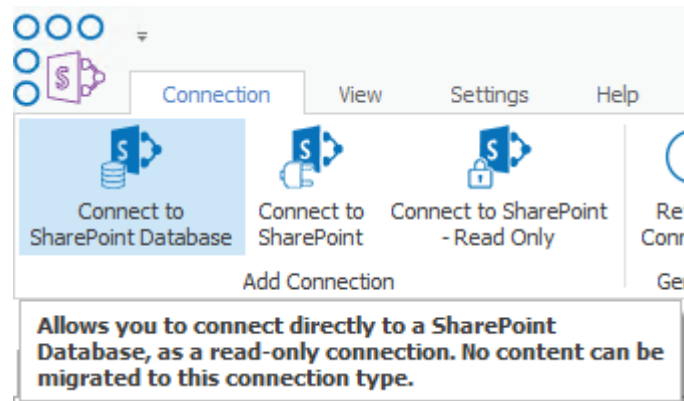 Connection View Settings Help
Connect to SharePoint Database
Connect to SharePoint
Connect to SharePoint - Read Only
Add Connection
Allows you to connect directly to a SharePoint
Database, as a read-only connection. No content can be
migrated to this connection type.